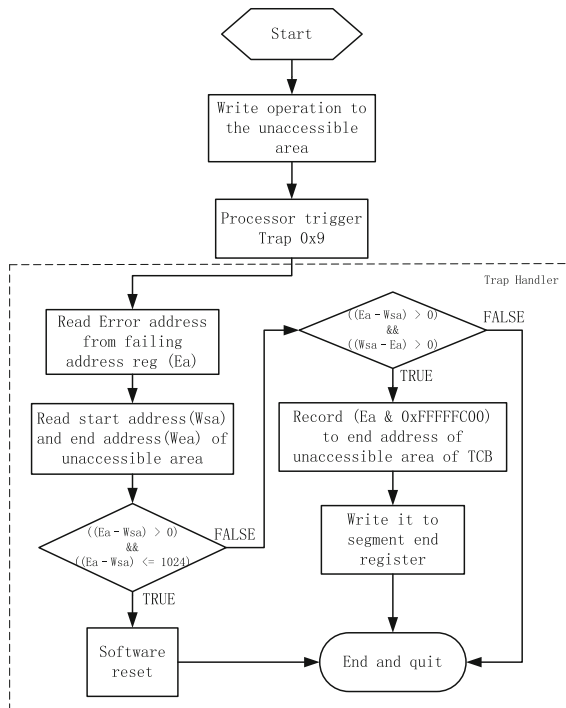 Start
Write operation to
the unaccessible
area
Processor trigger
Trap 0x9
Trap Handler
Read Error address
from failing
address reg (Ea)
Read start address(Wsa)
and end address(Wea) of
unaccessible area
((Ea-Wsa) > 0)
&&
((Ea-Wsa) <= 1024)
FALSE
TRUE
Software
reset
((Ea-Wsa) > 0)
&&
((Wsa-Ea) > 0)
FALSE
TRUE
Record (Ea & 0xFFFFFC00)
to end address of
unaccessible area of TCB
Write it to
segment end
register
End and quit